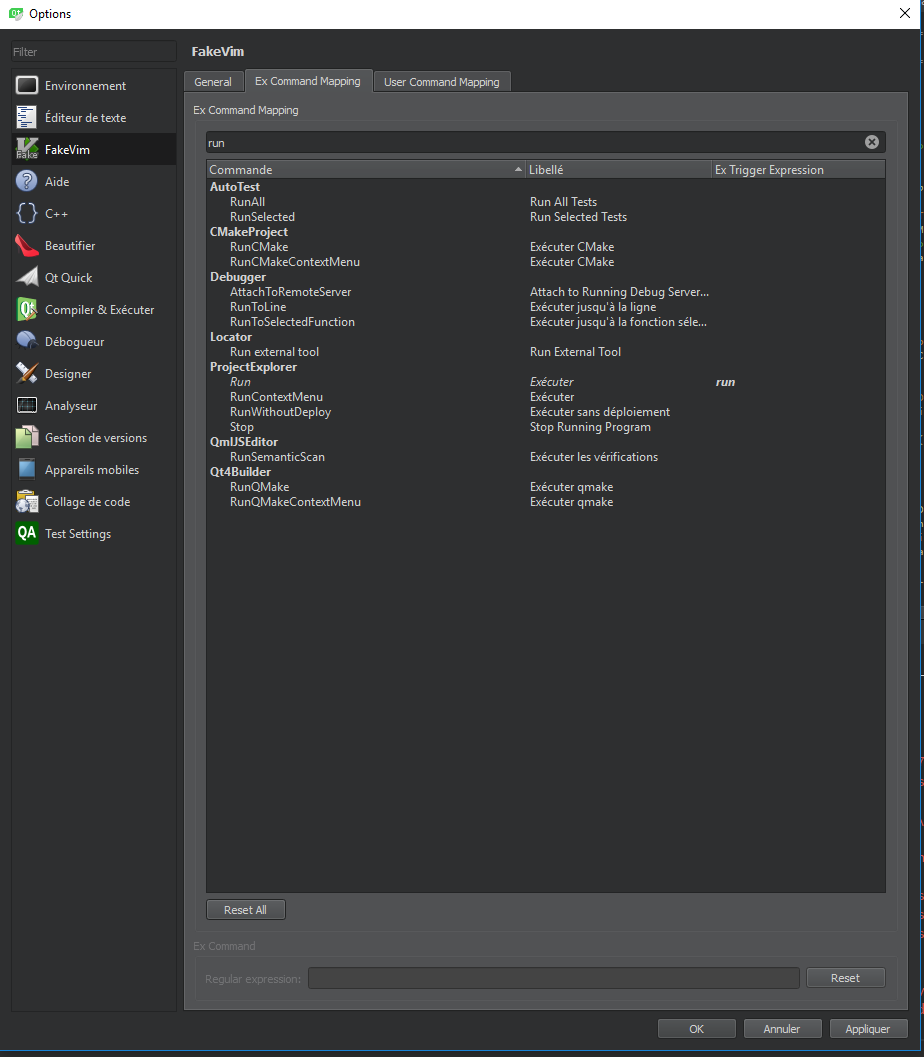 Options
Filter
Environnement
Éditeur de texte
FakeVim
Aide
C++
Beautifier
Qt Quick
Compiler & Exécuter
Débogueur
Designer
Analyseur
Gestion de versions
Appareils mobiles
Collage de code
QA Test Settings
FakeVim
General Ex Command Mapping User Command Mapping
Ex Command Mapping
run
Commande Libellé Ex Trigger Expression
AutoTest
RunAll Run All Tests
RunSelected Run Selected Tests
CMakeProject
RunCMake Exécuter CMake
RunCMakeContextMenu Exécuter CMake
Debugger
AttachToRemoteServer Attach to Running Debug Server...
RunToLine Exécuter jusqu'à la ligne
RunToSelectedFunction Exécuter jusqu'à la fonction séle...
Locator
Run external tool Run External Tool
ProjectExplorer
Run Exécuter run
RunContextMenu Exécuter
RunWithoutDeploy Exécuter sans déploiement
Stop Stop Running Program
QmlJSEditor
RunSemanticScan Exécuter les vérifications
Qt4Builder
RunQMake Exécuter qmake
RunQMakeContextMenu Exécuter qmake
Reset All
Ex Command
Regular expression: Reset
OK Annuler Appliquer